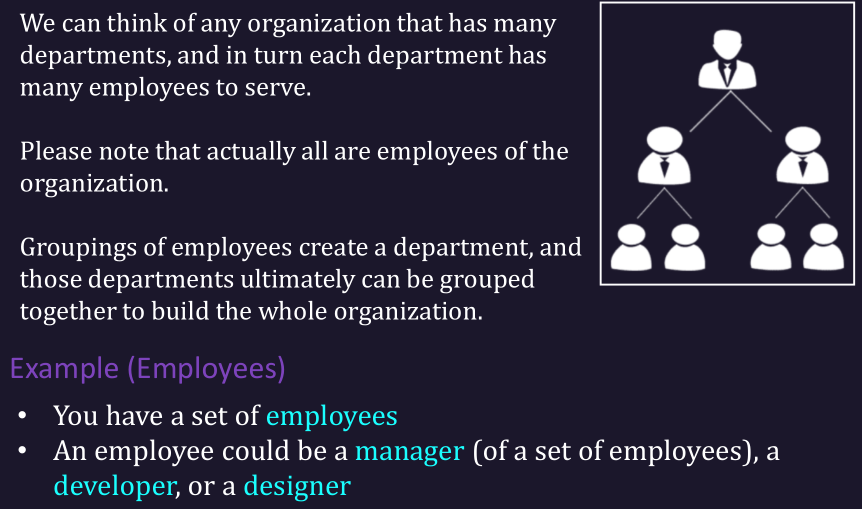 We can think of any organization that has many
departments, and in turn each department has
many employees to serve.
Please note that actually all are employees of the
organization.
Groupings of employees create a department, and
those departments ultimately can be grouped
together to build the whole organization.
Example (Employees)
• You have a set of employees
• An employee could be a manager (of a set of employees), a
developer, or a designer